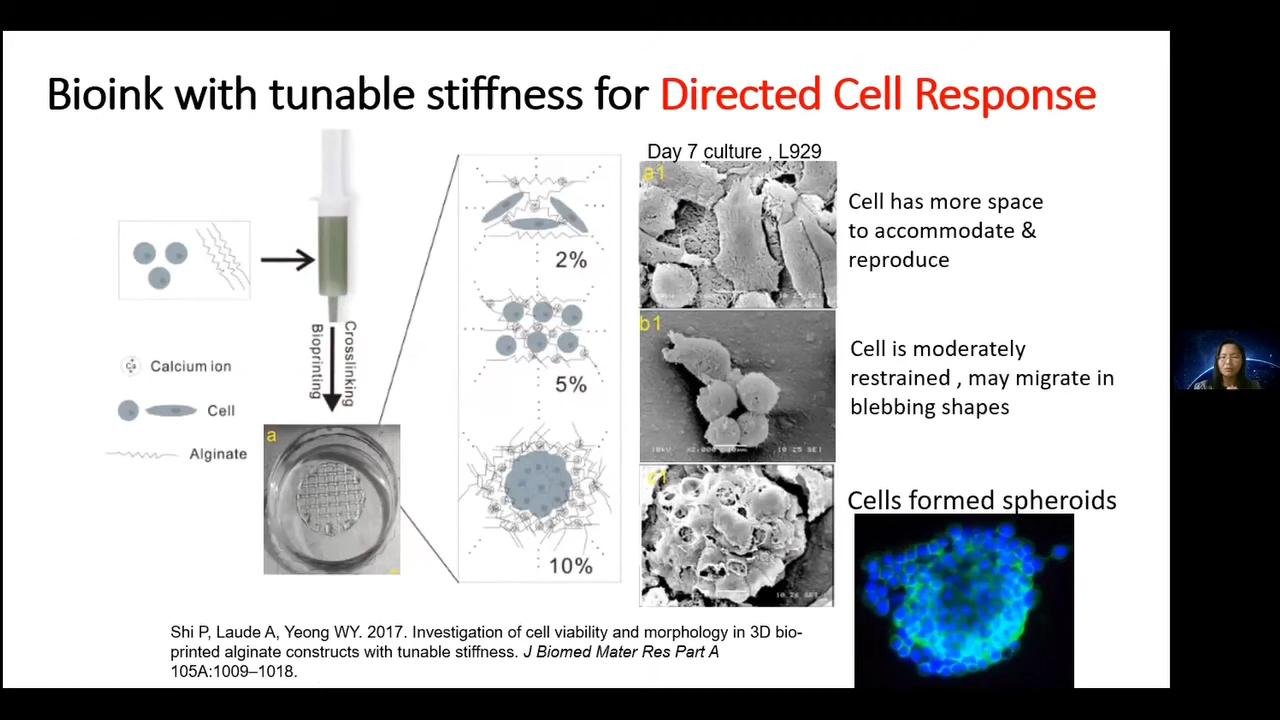 Bioink with tunable stiffness for Directed Cell Response
Day 7 culture , L929
a1
Cell has more space
to accommodate &
reproduce
2%
b1
Cell is moderately
restrained , may migrate in
blebbing shapes
5%
Crosslinking
Bioprinting
Ca
Calcium ion
Cell
Alginate
a
c1
Cells formed spheroids
10%
Shi P, Laude A, Yeong WY. 2017. Investigation of cell viability and morphology in 3D bio-
printed alginate constructs with tunable stiffness. J Biomed Mater Res Part A
105A:1009–1018.